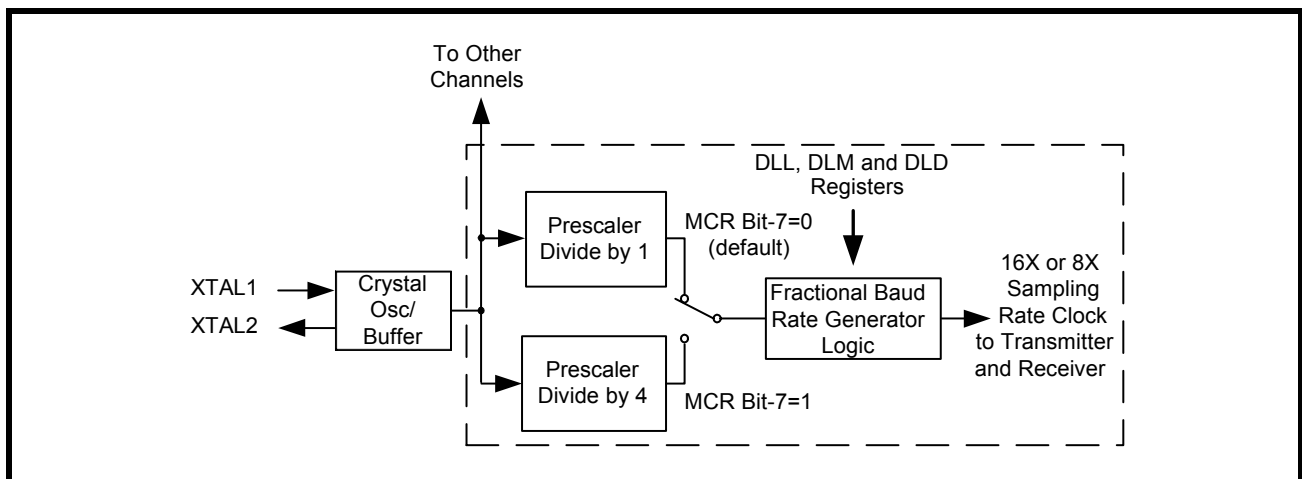 To Other
Channels
DLL, DLM and DLD
Registers
Prescaler
Divide by 1
MCR Bit-7=0
(default)
XTAL1
XTAL2
Crystal
Osc/
Buffer
Fractional Baud
Rate Generator
Logic
16X or 8X
Sampling
Rate Clock
to Transmitter
and Receiver
Prescaler
Divide by 4
MCR Bit-7=1